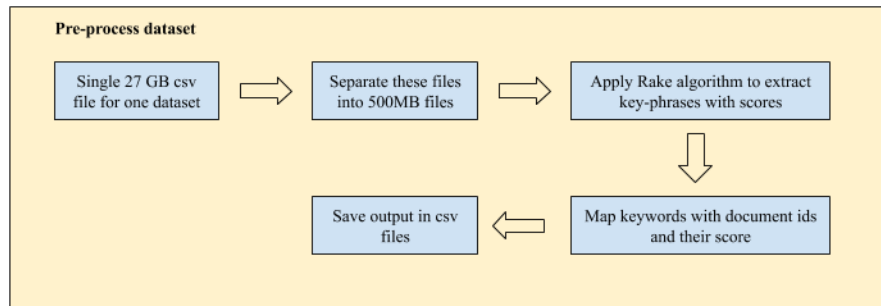 Pre-process dataset
Single 27 GB csv
file for one dataset
Separate these files
into 500MB files
Apply Rake algorithm to extract
key-phrases with scores
Map keywords with document ids
and their score
Save output in csv
files